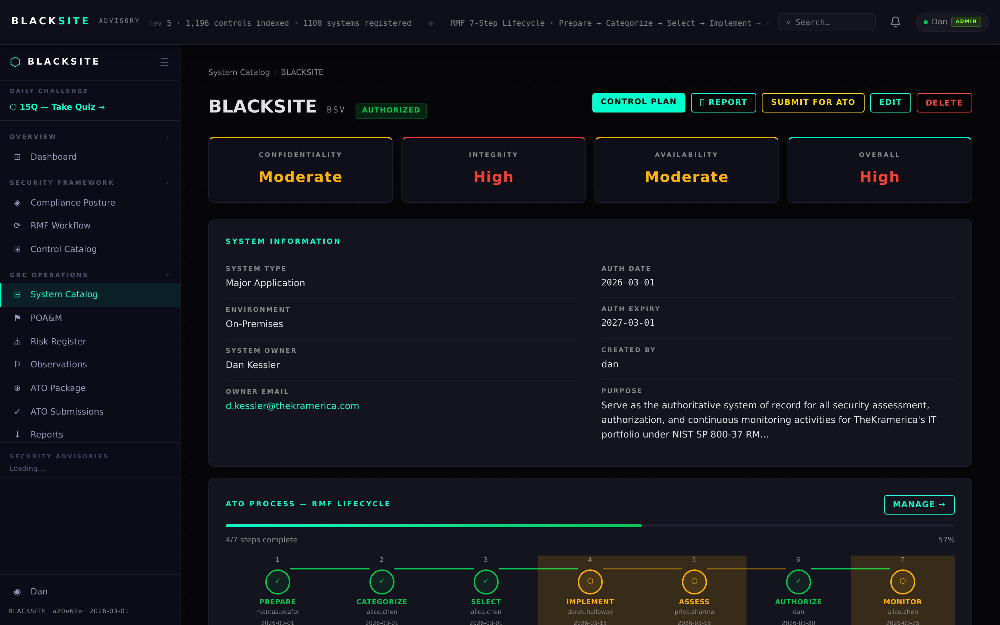 BLACKSITE ADVISORY
Rev 5 · 1,196 controls indexed · 1108 systems registered ◆ RMF 7-Step Lifecycle · Prepare → Categorize → Select → Implement →
Search…
Dan ADMIN
BLACKSITE
DAILY CHALLENGE
15Q — Take Quiz →
OVERVIEW
Dashboard
SECURITY FRAMEWORK
Compliance Posture
RMF Workflow
Control Catalog
GRC OPERATIONS
System Catalog
POA&M
Risk Register
Observations
ATO Package
ATO Submissions
Reports
SECURITY ADVISORIES
Loading…
Dan
BLACKSITE · a20e62e · 2026-03-01
System Catalog / BLACKSITE
BLACKSITE BSV AUTHORIZED
CONTROL PLAN
REPORT
SUBMIT FOR ATO
EDIT
DELETE
CONFIDENTIALITY
Moderate
INTEGRITY
High
AVAILABILITY
Moderate
OVERALL
High
SYSTEM INFORMATION
SYSTEM TYPE
Major Application
ENVIRONMENT
On-Premises
SYSTEM OWNER
Dan Kessler
OWNER EMAIL
d.kessler@thekramerica.com
AUTH DATE
2026-03-01
AUTH EXPIRY
2027-03-01
CREATED BY
dan
PURPOSE
Serve as the authoritative system of record for all security assessment,
authorization, and continuous monitoring activities for TheKramerica's IT
portfolio under NIST SP 800-37 RM…
ATO PROCESS — RMF LIFECYCLE
MANAGE →
4/7 steps complete
57%
1 2 3 4 5 6 7
PREPARE CATEGORIZE SELECT IMPLEMENT ASSESS AUTHORIZE MONITOR
marcus.okafor alice.chen alice.chen derek.holloway priya.sharma dan alice.chen
2026-03-01 2026-03-01 2026-03-01 2026-03-15 2026-03-15 2026-03-20 2026-03-25